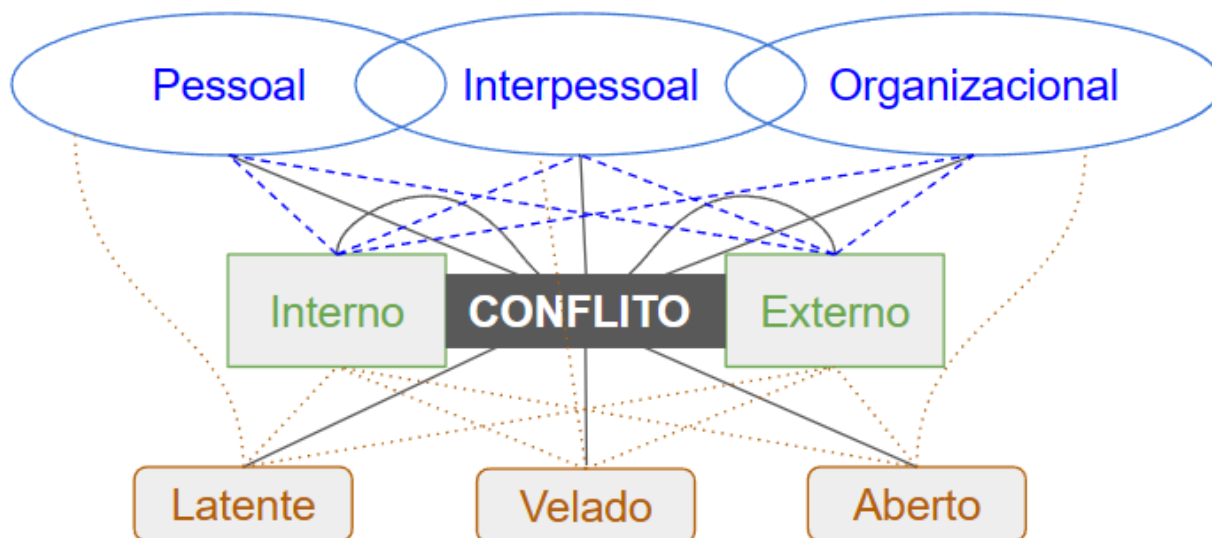 Pessoal
Interpessoal
Organizacional
Interno
CONFLITO
Externo
Latente
Velado
Aberto